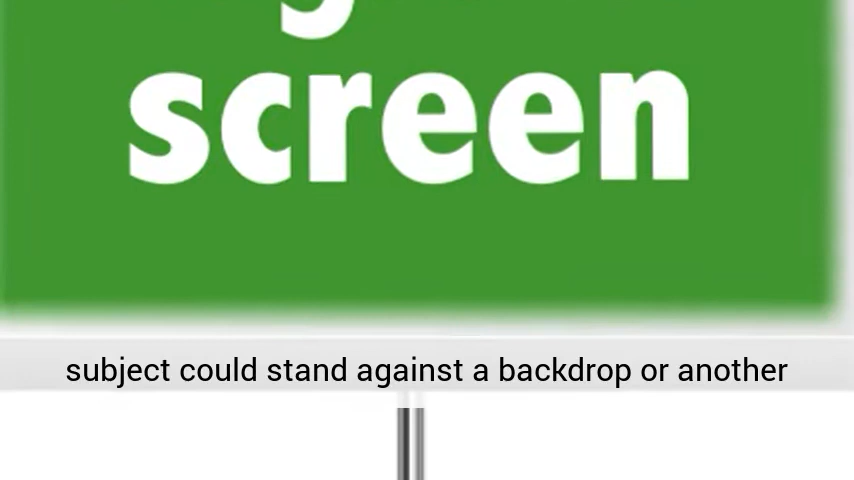 screen
subject could stand against a backdrop or another